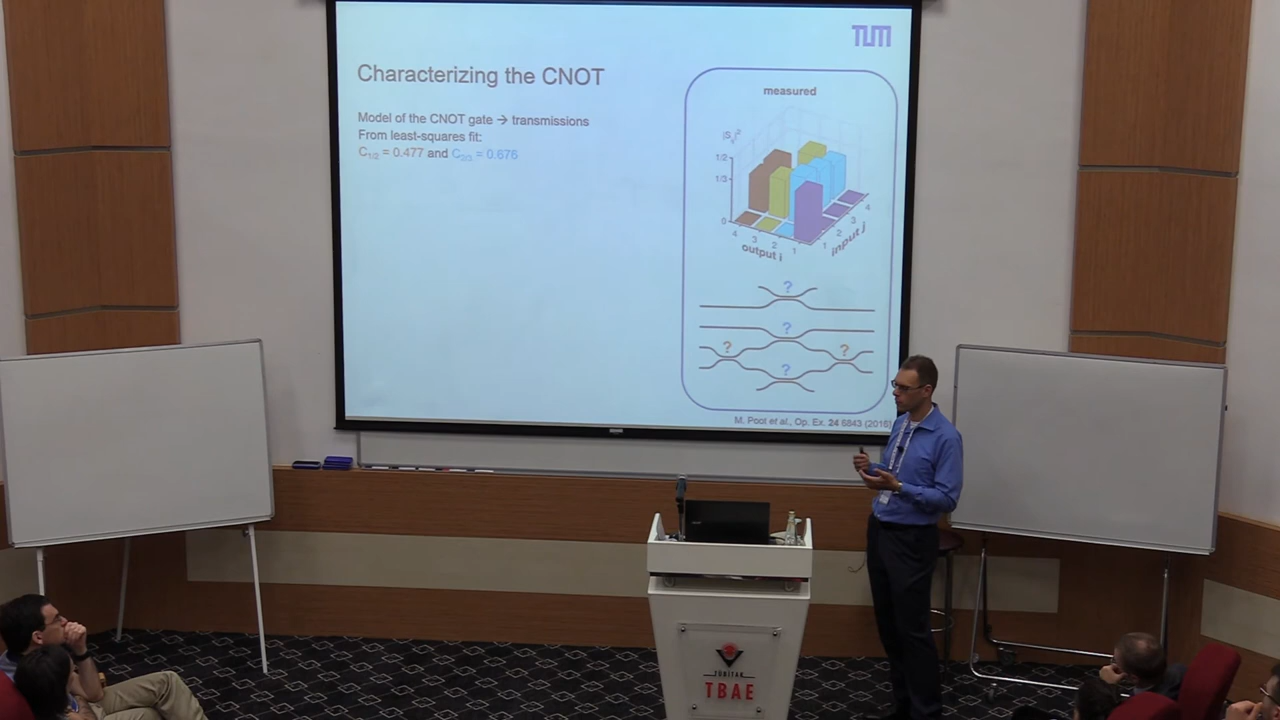 TUM
Characterizing the CNOT
Model of the CNOT gate → transmissions
From least-squares fit:
C1/2 = 0.477 and C2/3 = 0.676
measured
|Sij|²
1/2
1/3
0
4 3 2 1
output i
1 2 3 4
input j
?
?
? ?
?
M. Poot et al., Op. Ex. 24 6843 (2016)
TÜBİTAK
TBAE